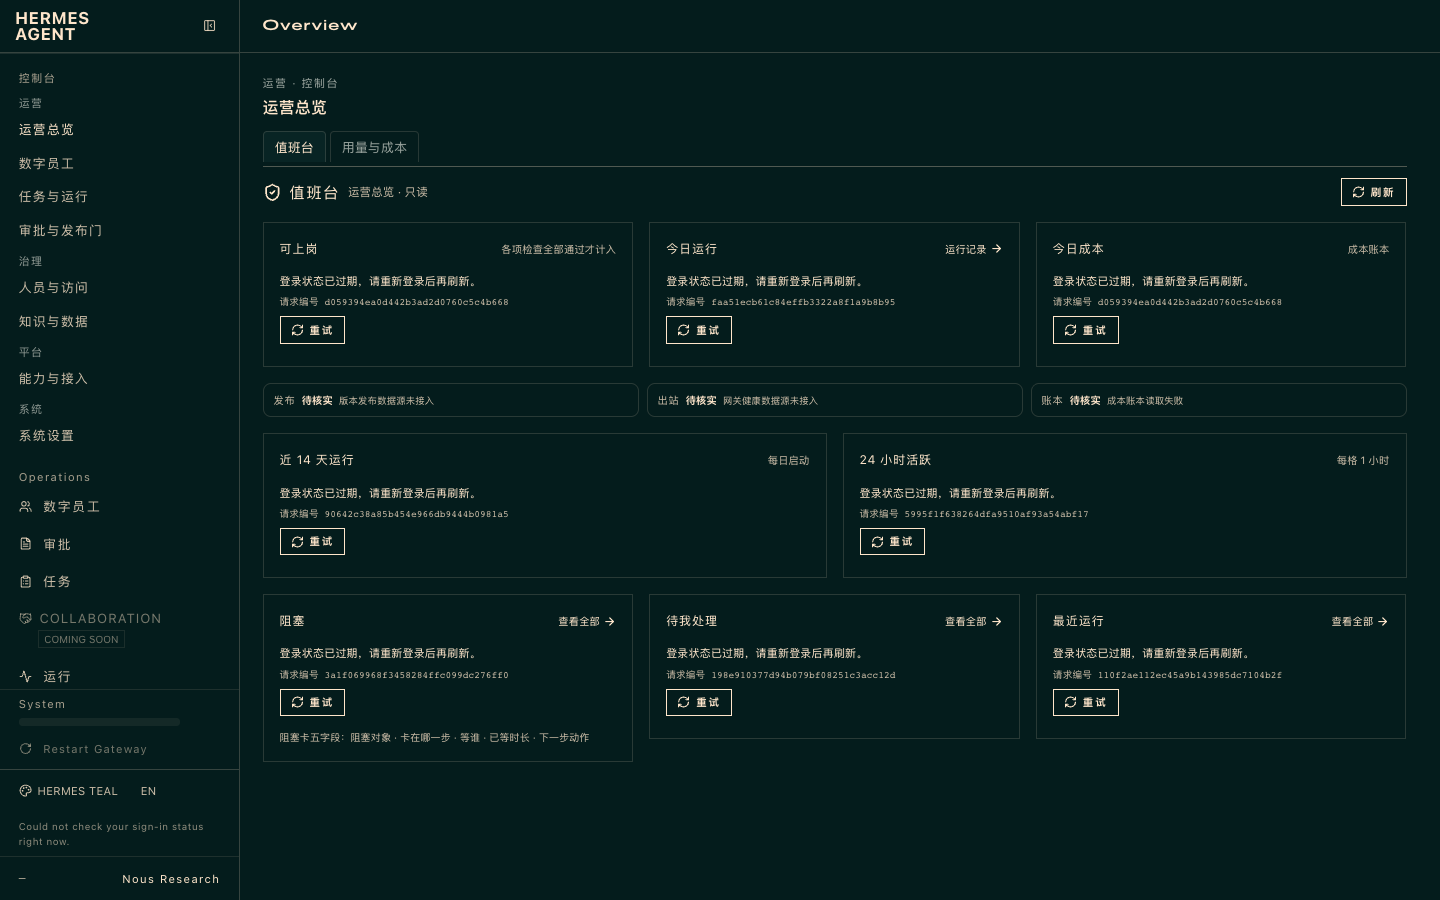 HERMES
AGENT
控制台
运营
运营总览
数字员工
任务与运行
审批与发布门
治理
人员与访问
知识与数据
平台
能力与接入
系统
系统设置
Operations
数字员工
审批
任务
COLLABORATION
COMING SOON
运行
System
Restart Gateway
HERMES TEAL EN
Could not check your sign-in status
right now.
— Nous Research
Overview
运营 · 控制台
运营总览
值班台 用量与成本
值班台 运营总览 · 只读 刷新
可上岗 各项检查全部通过才计入
登录状态已过期，请重新登录后再刷新。
请求编号 d059394ea0d442b3ad2d0760c5c4b668
重试
今日运行 运行记录 →
登录状态已过期，请重新登录后再刷新。
请求编号 faa51ecb61c84effb3322a8f1a9b8b95
重试
今日成本 成本账本
登录状态已过期，请重新登录后再刷新。
请求编号 d059394ea0d442b3ad2d0760c5c4b668
重试
发布 待核实 版本发布数据源未接入
出站 待核实 网关健康数据源未接入
账本 待核实 成本账本读取失败
近 14 天运行 每日启动
登录状态已过期，请重新登录后再刷新。
请求编号 90642c38a85b454e966db9444b0981a5
重试
24 小时活跃 每格 1 小时
登录状态已过期，请重新登录后再刷新。
请求编号 5995f1f638264dfa9510af93a54abf17
重试
阻塞 查看全部 →
登录状态已过期，请重新登录后再刷新。
请求编号 3a1f069968f3458284ffc099dc276ff0
重试
阻塞卡五字段：阻塞对象 · 卡在哪一步 · 等谁 · 已等时长 · 下一步动作
待我处理 查看全部 →
登录状态已过期，请重新登录后再刷新。
请求编号 198e910377d94b079bf08251c3acc12d
重试
最近运行 查看全部 →
登录状态已过期，请重新登录后再刷新。
请求编号 110f2ae112ec45a9b143985dc7104b2f
重试